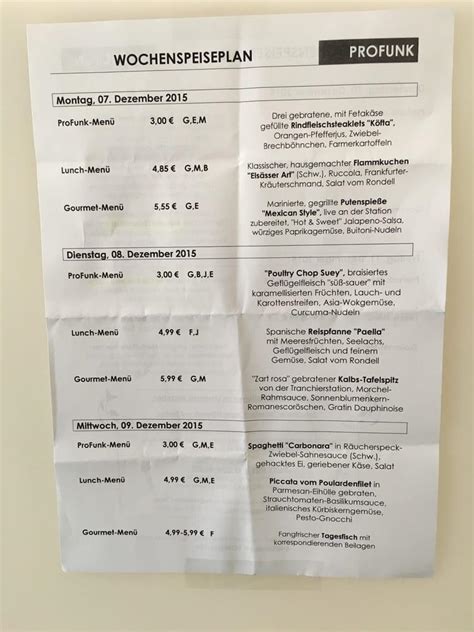 WOCHENSPEISEPLAN
PROFUNK
Montag, 07. Dezember 2015
ProFunk-Menü 3,00 € G,E,M
Drei gebratene, mit Fetakäse
gefüllte Rindfleischsteaklets "Köfta",
Orangen-Pfefferjus, Zwiebel-
Brechböhnchen, Farmerkartoffeln
Lunch-Menü 4,85 € G,M,B
Klassischer, hausgemachter Flammkuchen
"Elsässer Art" (Schw.), Ruccola, Frankfurter-
Kräuterschmand, Salat vom Rondell
Gourmet-Menü 5,55 € G,E
Marinierte, gegrillte Putenspieße
"Mexican Style", live an der Station
zubereitet, "Hot & Sweet" Jalapeno-Salsa,
würziges Paprikagemüse, Buitoni-Nudeln
Dienstag, 08. Dezember 2015
ProFunk-Menü 3,00 € G,B,J,E
"Poultry Chop Suey", braisiertes
Geflügelfleisch "süß-sauer" mit
karamellisierten Früchten, Lauch- und
Karottenstreifen, Asia-Wokgemüse,
Curcuma-Nudeln
Lunch-Menü 4,99 € F,J
Spanische Reispfanne "Paella"
mit Meeresfrüchten, Seelachs,
Geflügelfleisch und feinem
Gemüse, Salat vom Rondell
Gourmet-Menü 5,99 € G,M
"Zart rosa" gebratener Kalbs-Tafelspitz
von der Tranchierstation, Morchel-
Rahmsauce, Sonnenblumenkern-
Romanescoröschen, Gratin Dauphinoise
Mittwoch, 09. Dezember 2015
ProFunk-Menü 3,00 € G,M,E
Spaghetti "Carbonara" in Räucherspeck-
Zwiebel-Sahnesauce (Schw.),
gehacktes Ei, geriebener Käse, Salat
Lunch-Menü 4,99 € G,M,E
Piccata vom Poulardenfilet in
Parmesan-Eihülle gebraten,
Strauchtomaten-Basilikumsauce,
italienisches Kürbiskerngemüse,
Pesto-Gnocchi
Gourmet-Menü 4,99-5,99 € F
Fangfrischer Tagesfisch mit
korrespondierenden Beilagen